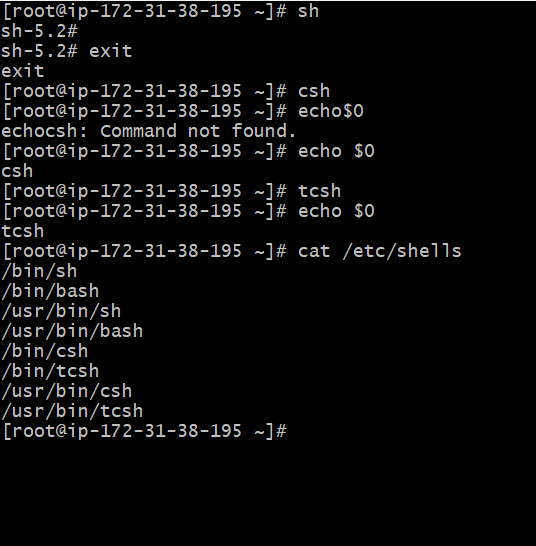 [root@ip-172-31-38-195 ~]# sh
sh-5.2#
sh-5.2# exit
exit
[root@ip-172-31-38-195 ~]# csh
[root@ip-172-31-38-195 ~]# echo$0
echocsh: Command not found.
[root@ip-172-31-38-195 ~]# echo $0
csh
[root@ip-172-31-38-195 ~]# tcsh
[root@ip-172-31-38-195 ~]# echo $0
tcsh
[root@ip-172-31-38-195 ~]# cat /etc/shells
/bin/sh
/bin/bash
/usr/bin/sh
/usr/bin/bash
/bin/csh
/bin/tcsh
/usr/bin/csh
/usr/bin/tcsh
[root@ip-172-31-38-195 ~]#